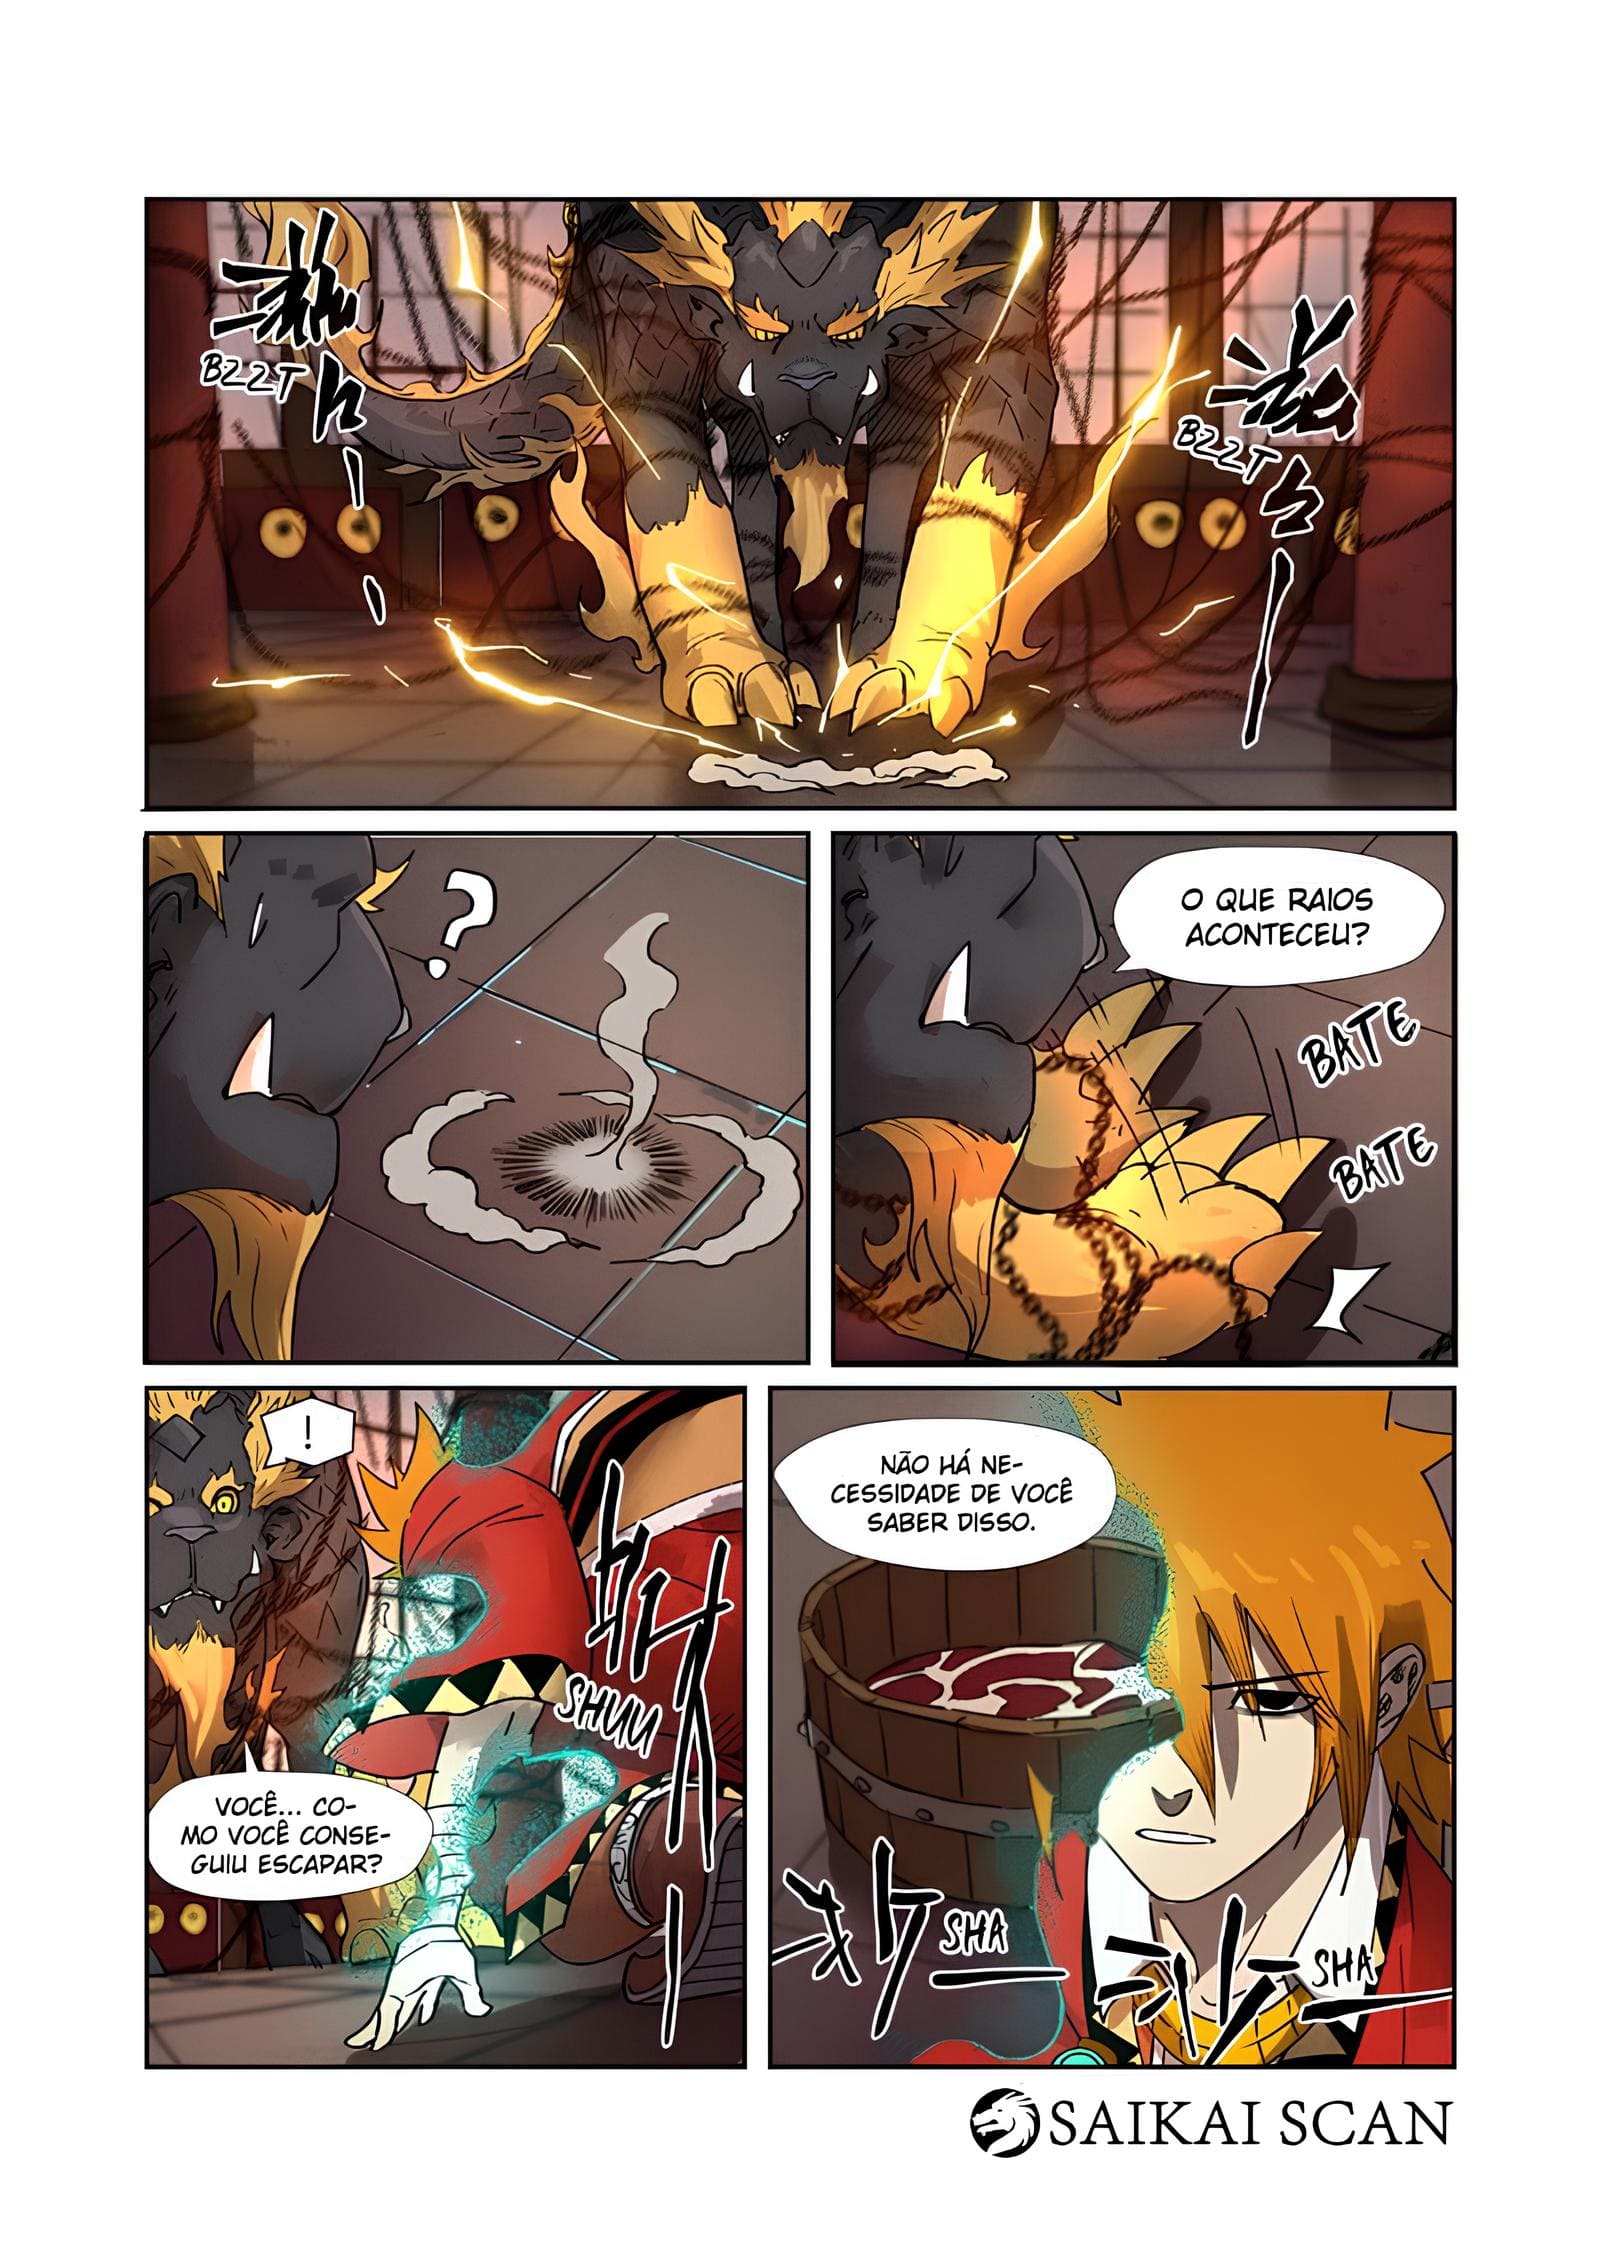 BZZT
BZZT
?
O QUE RAIOS
ACONTECEU?
BATE
BATE
!
VOCÊ... CO-
MO VOCÊ CONSE-
GUIU ESCAPAR?
SHUU
NÃO HÁ NE-
CESSIDADE DE VOCÊ
SABER DISSO.
SHA
SHA
SAIKAI SCAN